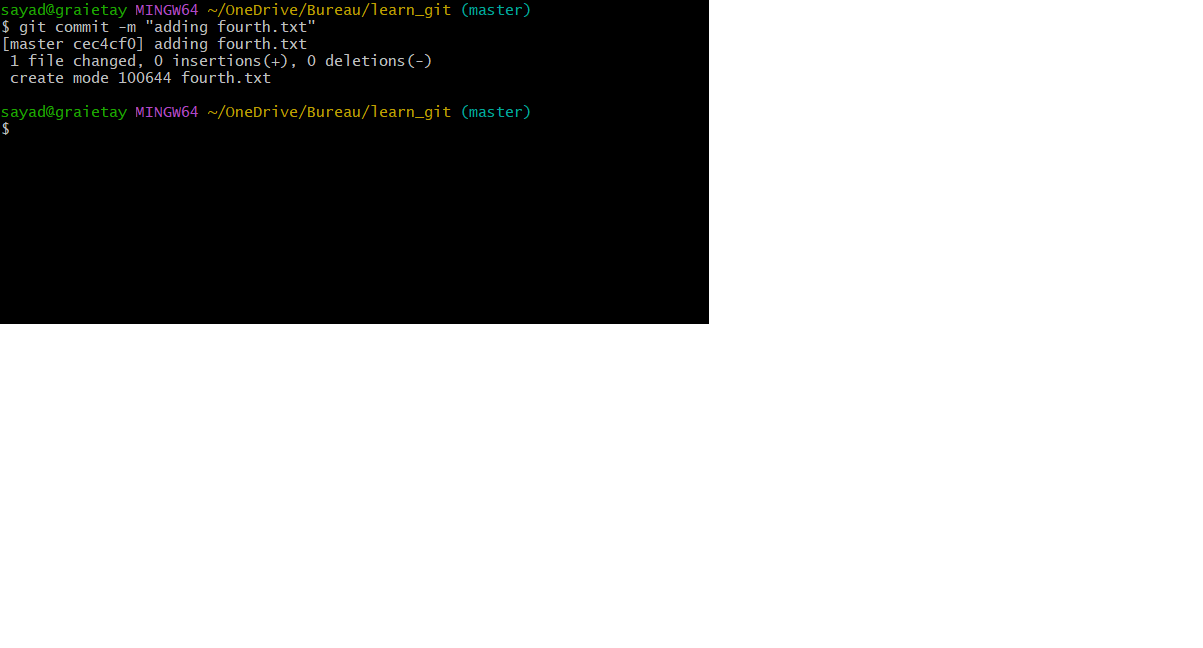 sayad@graietay MINGW64 ~/OneDrive/Bureau/learn_git (master)
$ git commit -m "adding fourth.txt"
[master cec4cf0] adding fourth.txt
 1 file changed, 0 insertions(+), 0 deletions(-)
 create mode 100644 fourth.txt

sayad@graietay MINGW64 ~/OneDrive/Bureau/learn_git (master)
$